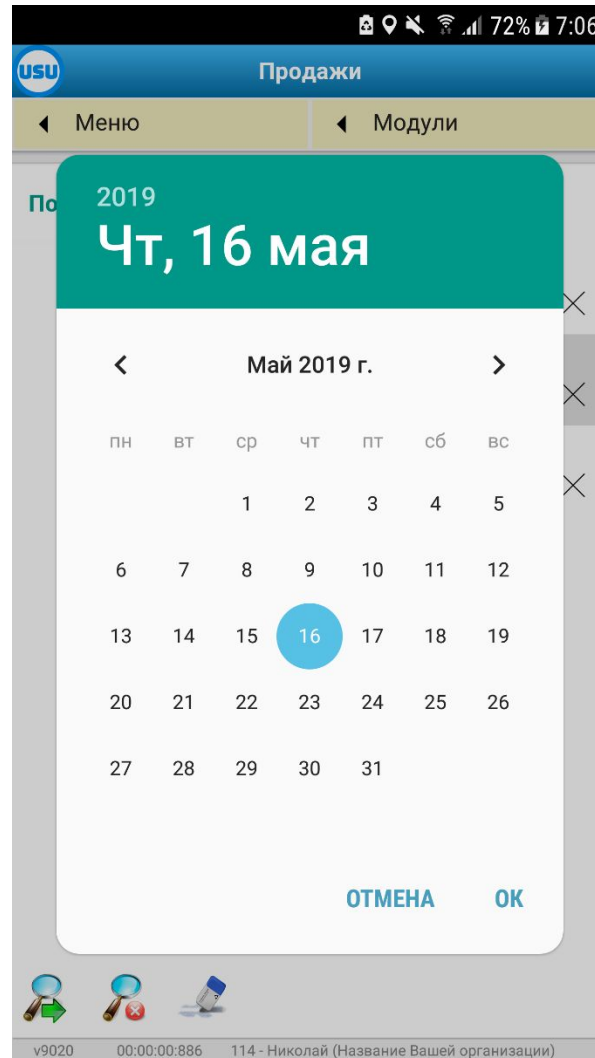 72% 7:06
USU Продажи
Меню Модули
По
2019
Чт, 16 мая
Май 2019 г.
пн вт ср чт пт сб вс
1 2 3 4 5
6 7 8 9 10 11 12
13 14 15 16 17 18 19
20 21 22 23 24 25 26
27 28 29 30 31
ОТМЕНА ОК
v9020 00:00:00:886 114 - Николай (Название Вашей организации)